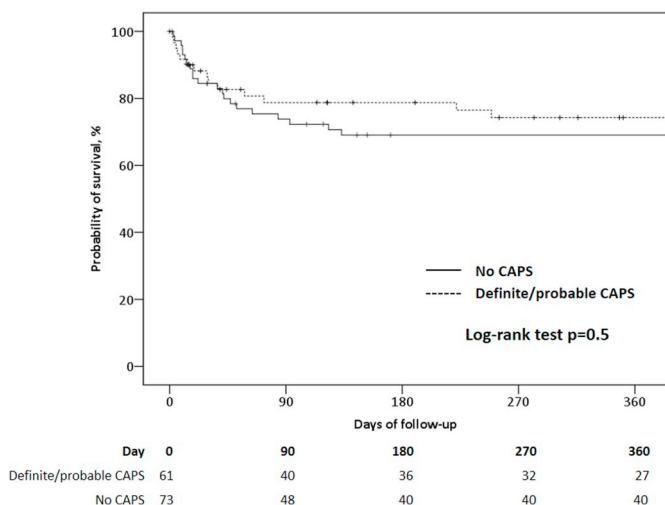 100
80
60
40
20
0
Probability of survival, %
No CAPS
Definite/probable CAPS
Log-rank test p=0.5
0 90 180 270 360
Days of follow-up
Day 0 90 180 270 360
Definite/probable CAPS 61 40 36 32 27
No CAPS 73 48 40 40 40